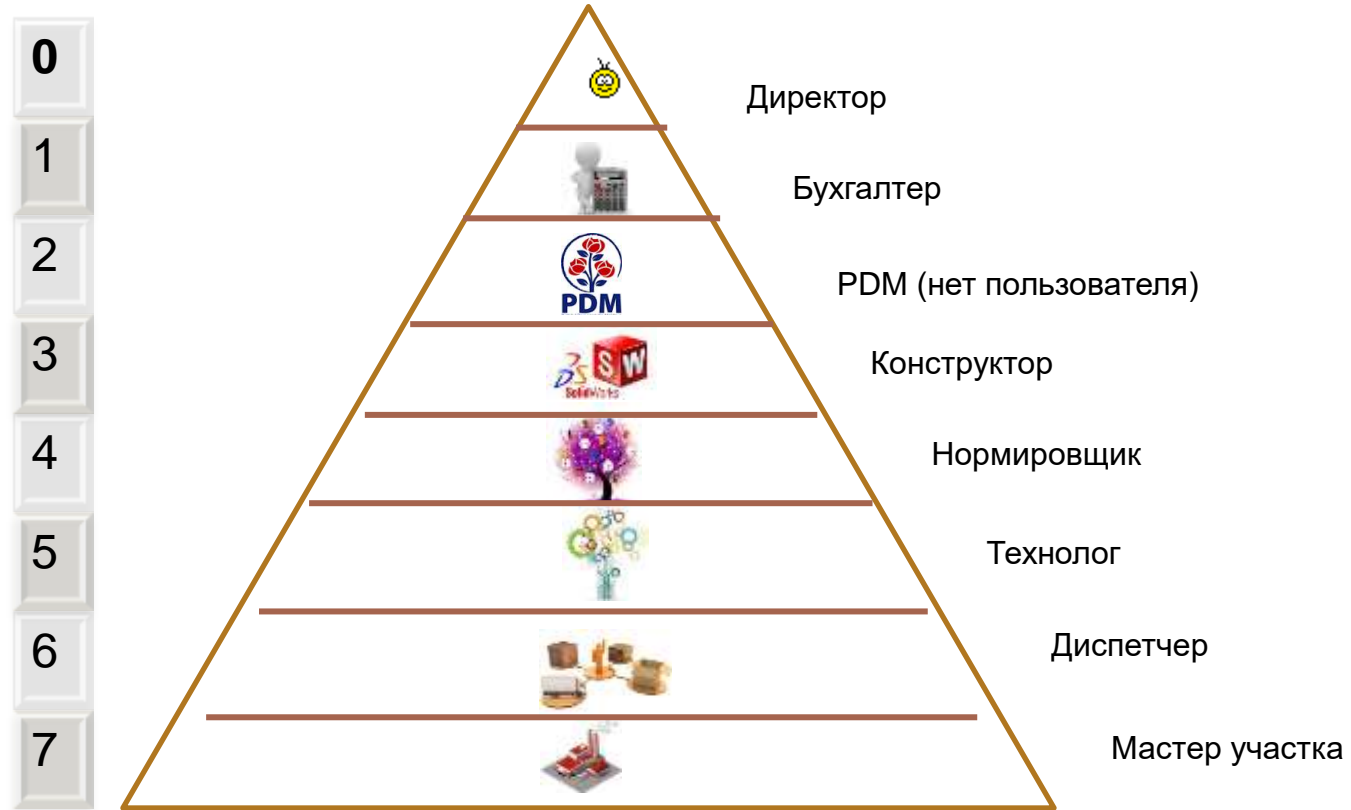 0
Директор
1
Бухгалтер
2
PDM
PDM (нет пользователя)
3
SW
SolidWorks
Конструктор
4
Нормировщик
5
Технолог
6
Диспетчер
7
Мастер участка